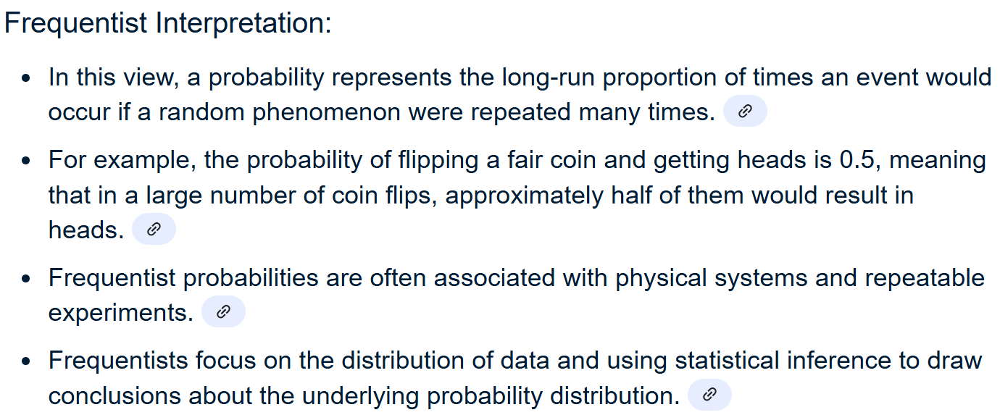 Frequentist Interpretation:
• In this view, a probability represents the long-run proportion of times an event would
occur if a random phenomenon were repeated many times.
• For example, the probability of flipping a fair coin and getting heads is 0.5, meaning
that in a large number of coin flips, approximately half of them would result in
heads.
• Frequentist probabilities are often associated with physical systems and repeatable
experiments.
• Frequentists focus on the distribution of data and using statistical inference to draw
conclusions about the underlying probability distribution.